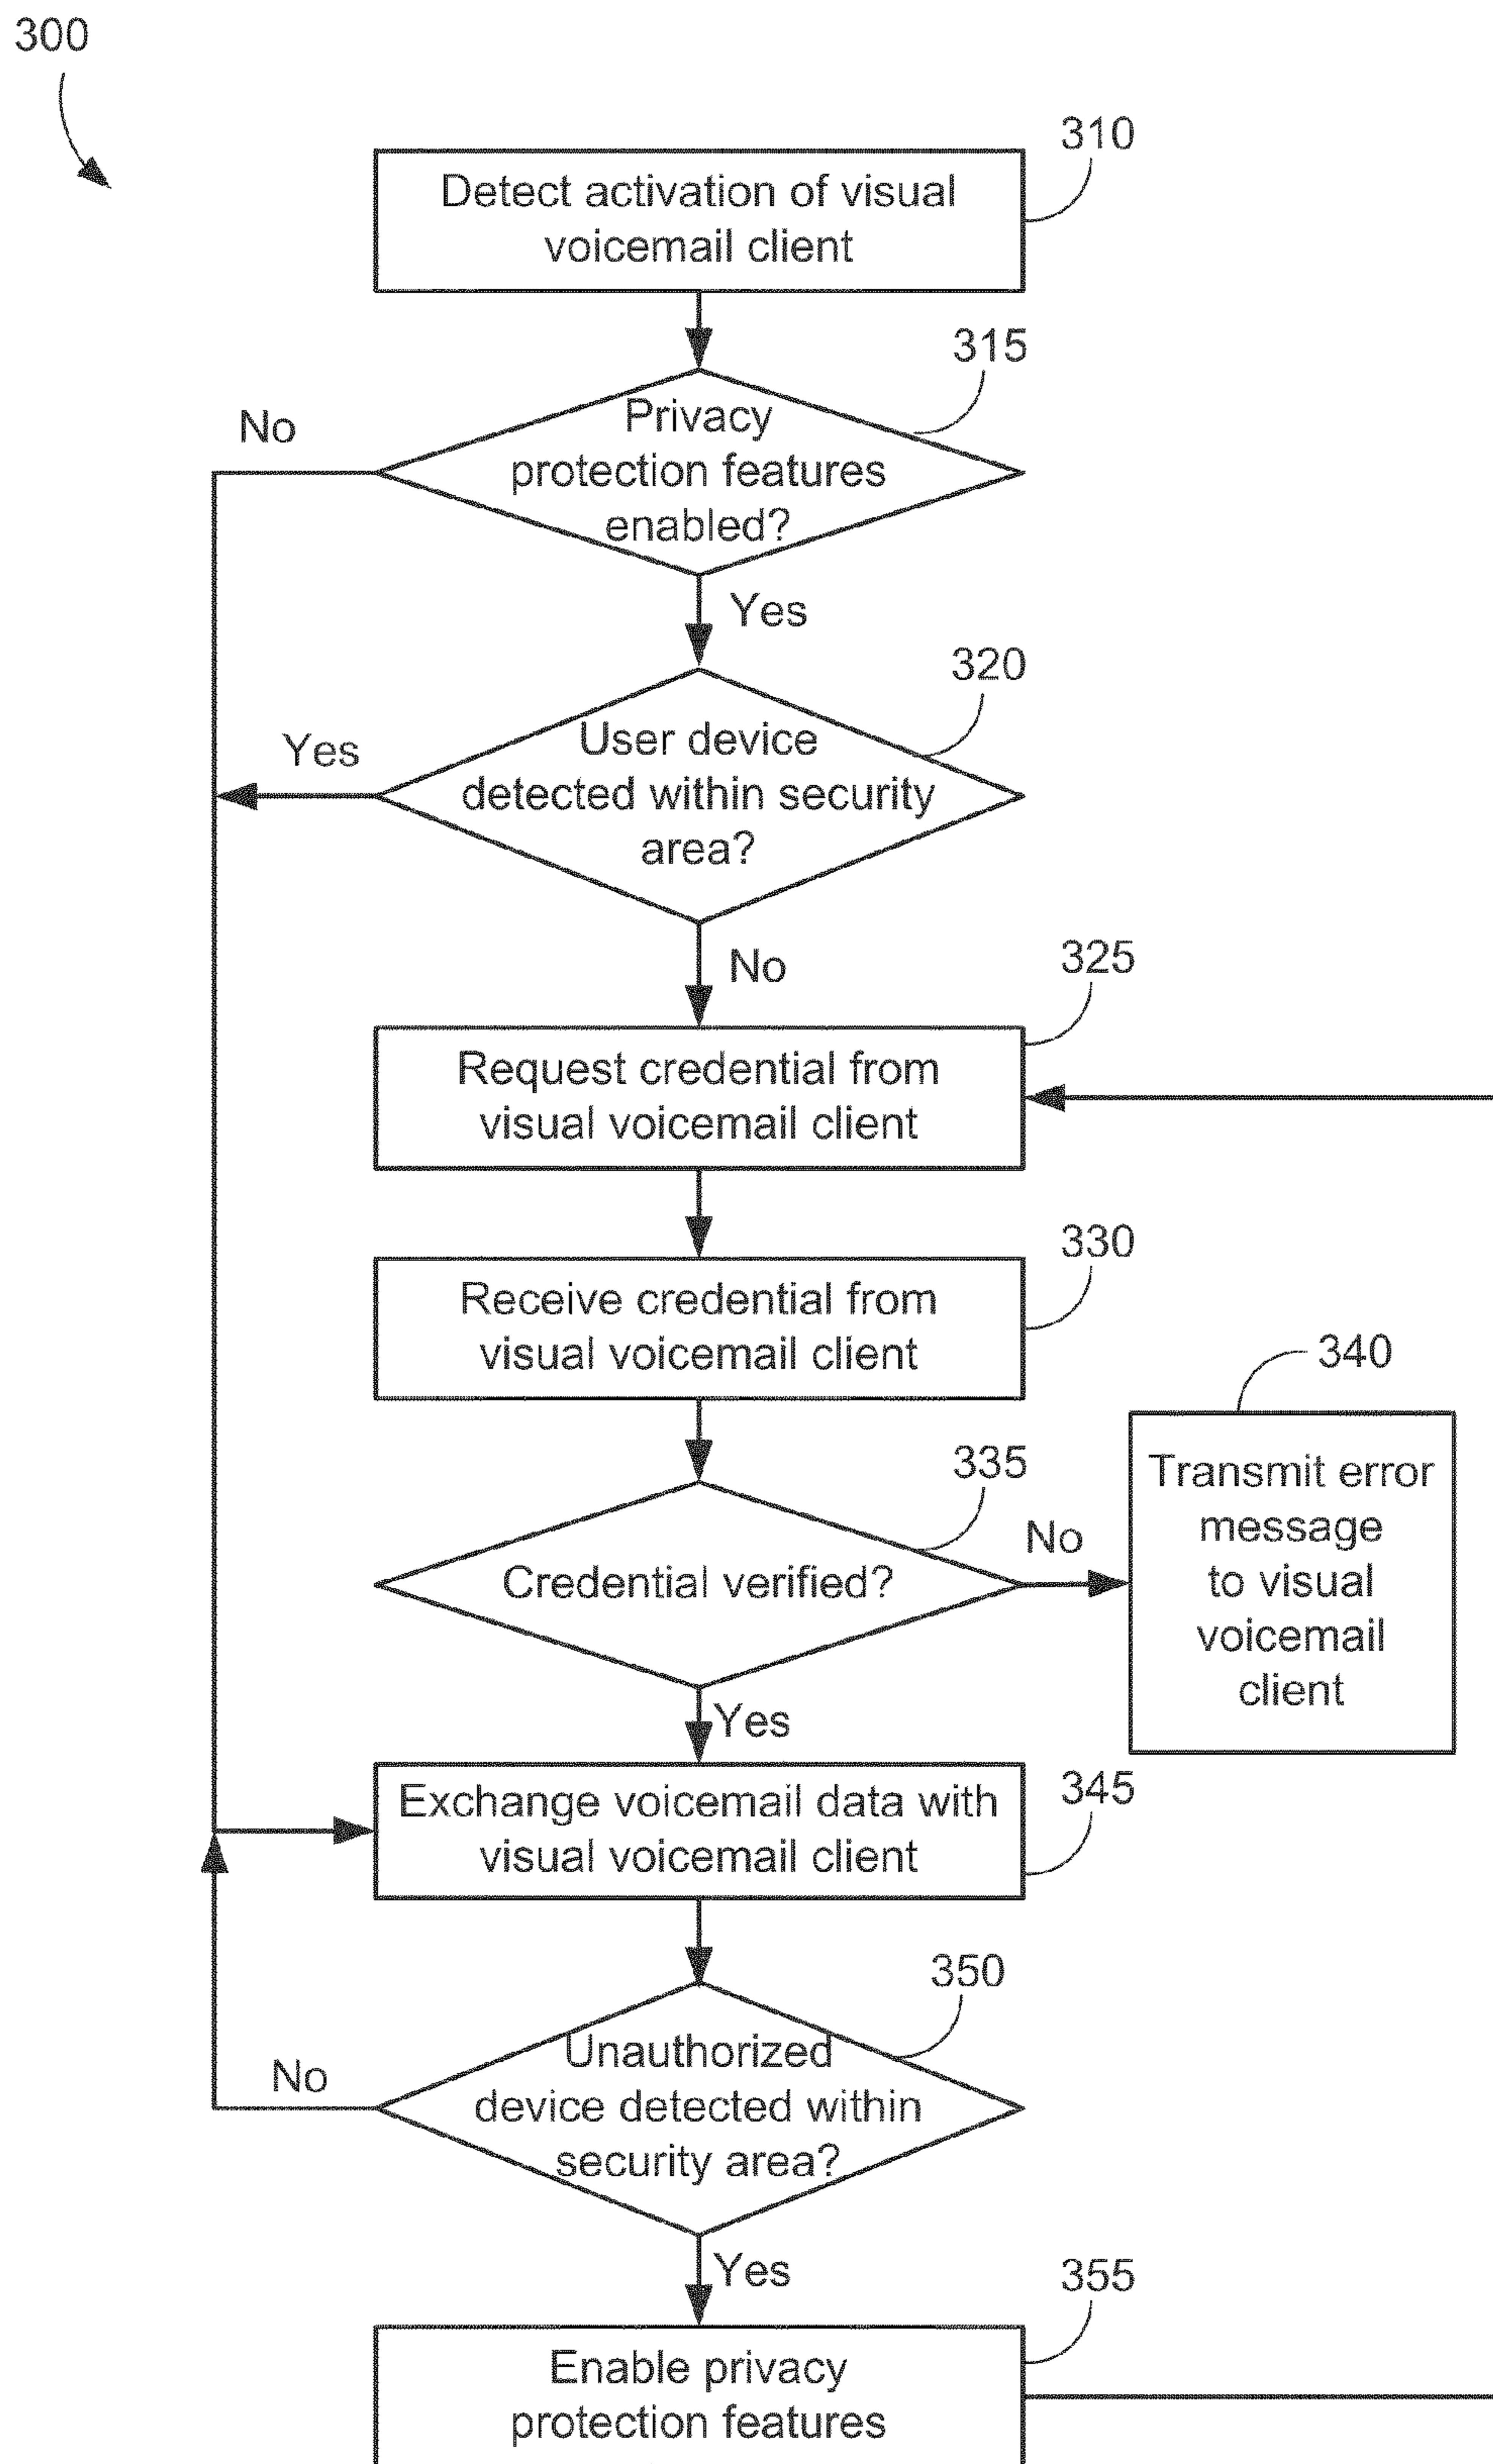 300
310
Detect activation of visual
voicemail client
315
No
Privacy
protection features
enabled?
Yes
320
Yes
User device
detected within security
area?
No
325
Request credential from
visual voicemail client
330
Receive credential from
visual voicemail client
340
335
Transmit error
message
to visual
voicemail
client
No
Credential verified?
Yes
345
Exchange voicemail data with
visual voicemail client
350
Unauthorized
device detected within
security area?
No
Yes
355
Enable privacy
protection features